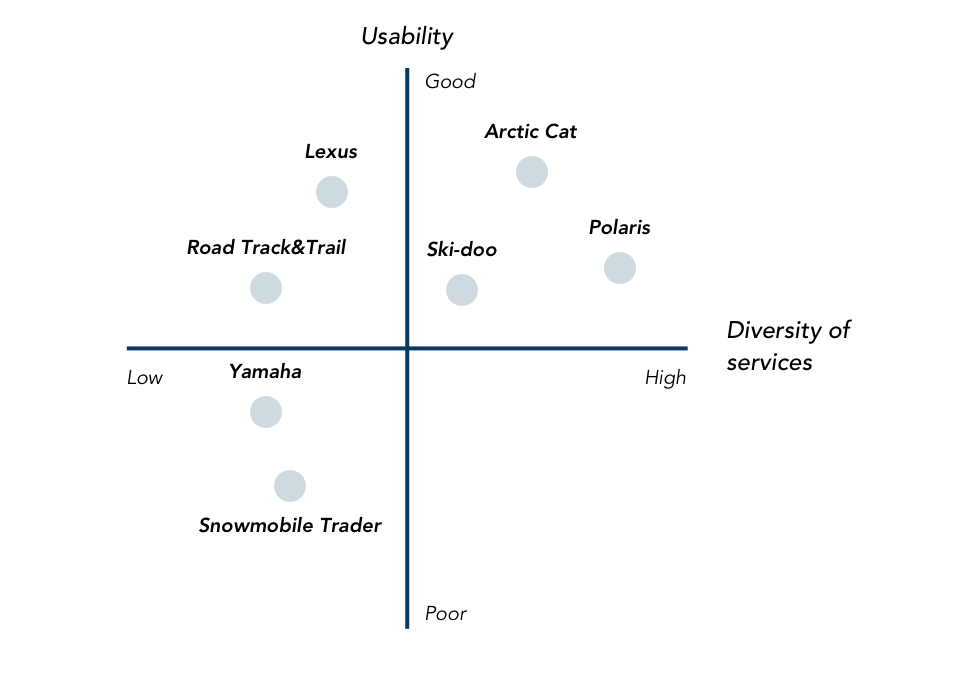 Usability
Good
Arctic Cat
Lexus
Polaris
Road Track&Trail
Ski-doo
Diversity of
services
Yamaha
Low
High
Snowmobile Trader
Poor